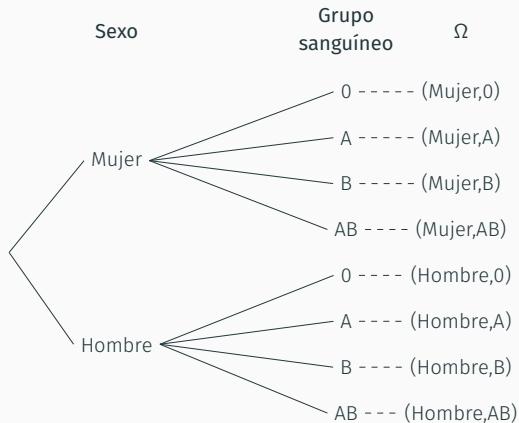 Sexo
Grupo
sanguíneo
Ω
0 (Mujer,0)
A (Mujer,A)
Mujer
B (Mujer,B)
AB (Mujer,AB)
0 (Hombre,0)
A (Hombre,A)
Hombre
B (Hombre,B)
AB (Hombre,AB)